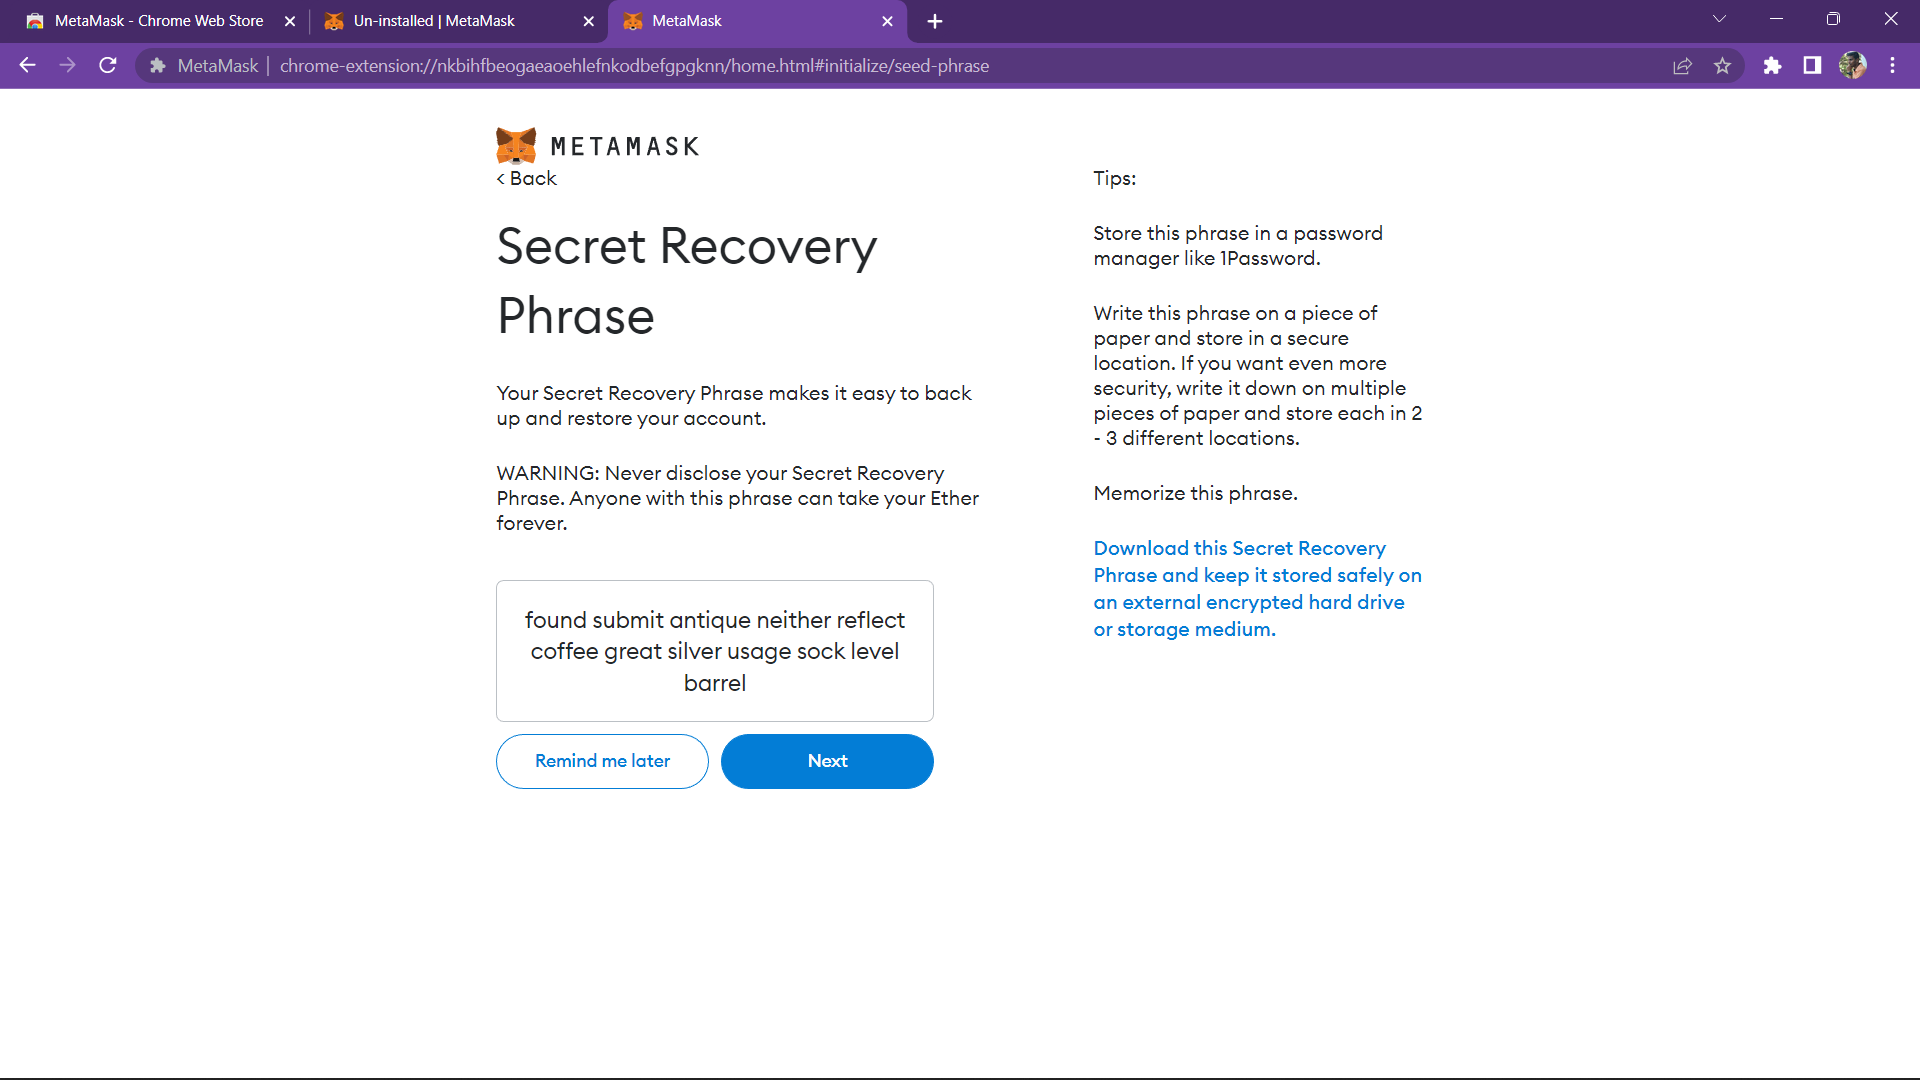 MetaMask - Chrome Web Store
Un-installed | MetaMask
MetaMask
MetaMask | chrome-extension://nkbihfbeogaeaoehlefnkodbefgpgknn/home.html#initialize/seed-phrase
METAMASK
< Back
Secret Recovery
Phrase
Your Secret Recovery Phrase makes it easy to back
up and restore your account.
WARNING: Never disclose your Secret Recovery
Phrase. Anyone with this phrase can take your Ether
forever.
found submit antique neither reflect
coffee great silver usage sock level
barrel
Remind me later
Next
Tips:
Store this phrase in a password
manager like 1Password.
Write this phrase on a piece of
paper and store in a secure
location. If you want even more
security, write it down on multiple
pieces of paper and store each in 2
- 3 different locations.
Memorize this phrase.
Download this Secret Recovery
Phrase and keep it stored safely on
an external encrypted hard drive
or storage medium.